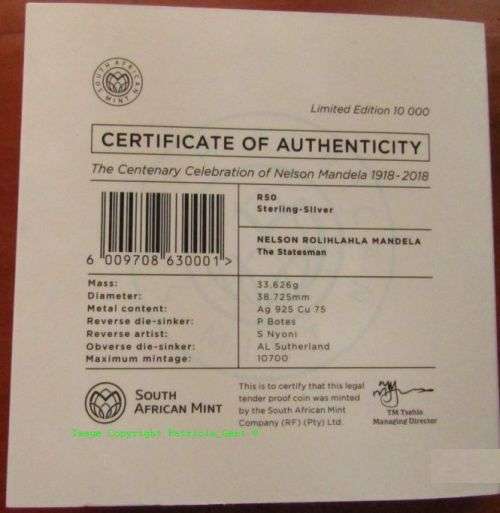 SOUTH AFRICAN MINT
Limited Edition 10 000
CERTIFICATE OF AUTHENTICITY
The Centenary Celebration of Nelson Mandela 1918-2018
6 009708 630001 >
R50
Sterling-Silver
NELSON ROLIHLAHLA MANDELA
The Statesman
Mass: 33.626g
Diameter: 38.725mm
Metal content: Ag 925 Cu 75
Reverse die-sinker: P Botes
Reverse artist: S Nyoni
Obverse die-sinker: AL Sutherland
Maximum mintage: 10700
SOUTH
AFRICAN MINT
This is to certify that this legal
tender proof coin was minted
by the South African Mint
Company (RF) (Pty) Ltd.
TM Tsehla
Managing Director
Image Copyright Patricia_Geri ©